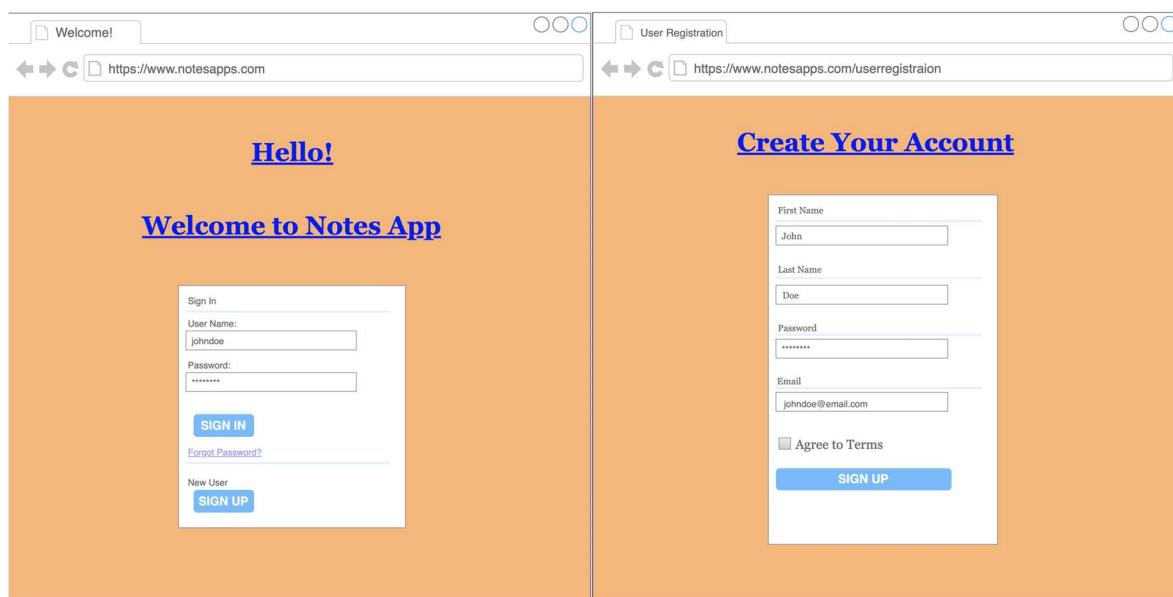 Welcome!
https://www.notesapps.com
Hello!
Welcome to Notes App
Sign In
User Name:
johndoe
Password:
********
SIGN IN
Forgot Password?
New User
SIGN UP
User Registration
https://www.notesapps.com/userregistraion
Create Your Account
First Name
John
Last Name
Doe
Password
********
Email
johndoe@email.com
Agree to Terms
SIGN UP